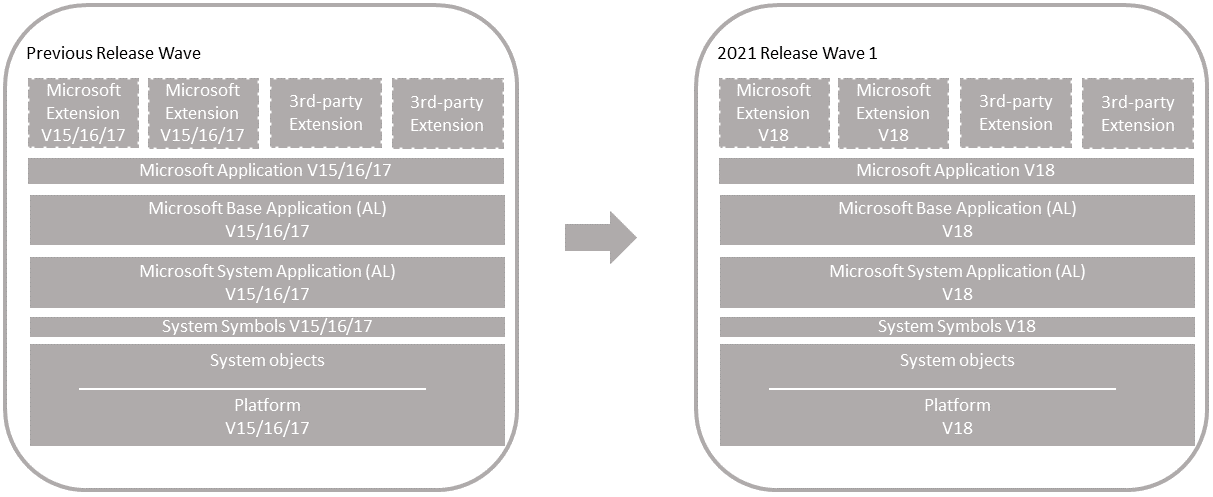 Previous Release Wave
Microsoft
Extension
V15/16/17
Microsoft
Extension
V15/16/17
3rd-party
Extension
3rd-party
Extension
Microsoft Application V15/16/17
Microsoft Base Application (AL)
V15/16/17
Microsoft System Application (AL)
V15/16/17
System Symbols V15/16/17
System objects
Platform
V15/16/17
2021 Release Wave 1
Microsoft
Extension
V18
Microsoft
Extension
V18
3rd-party
Extension
3rd-party
Extension
Microsoft Application V18
Microsoft Base Application (AL)
V18
Microsoft System Application (AL)
V18
System Symbols V18
System objects
Platform
V18